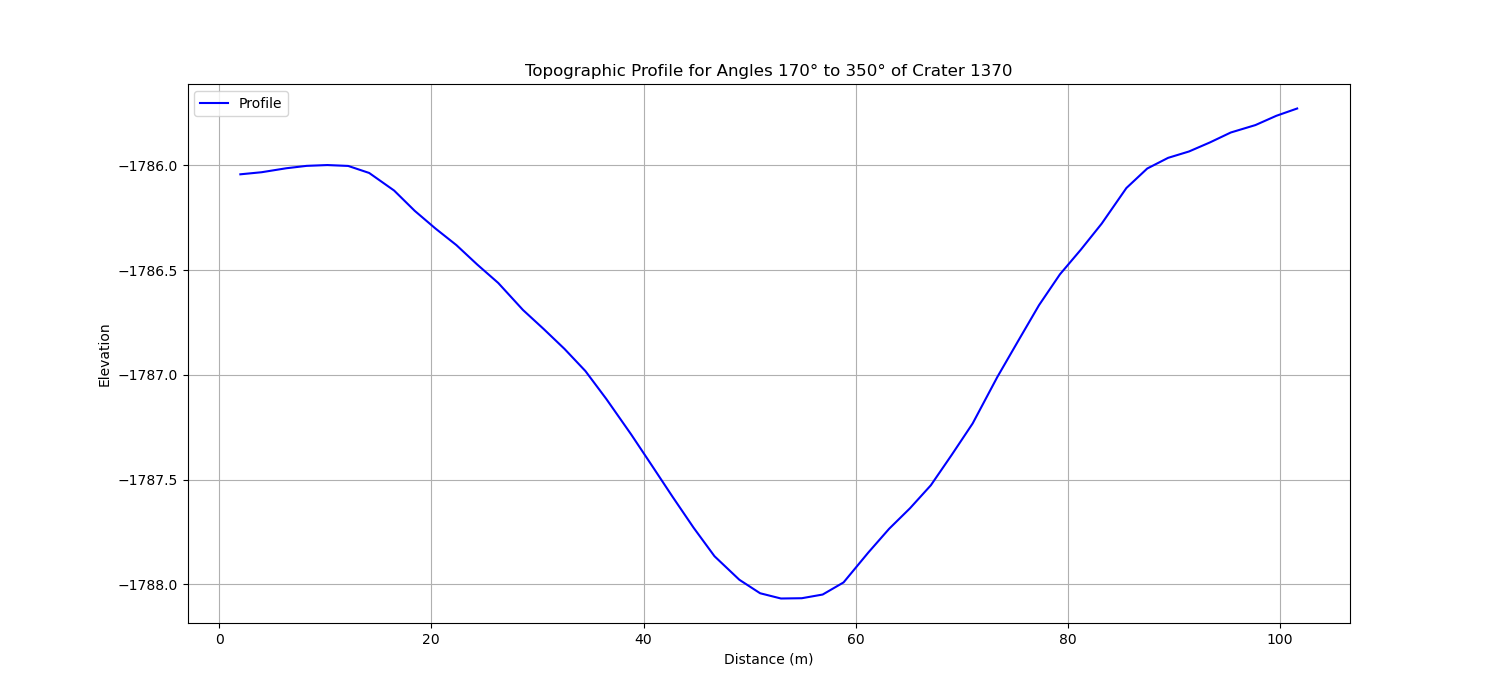 Topographic Profile for Angles 170° to 350° of Crater 1370
Profile
−1786.0
−1786.5
−1787.0
−1787.5
−1788.0
Elevation
0 20 40 60 80 100
Distance (m)